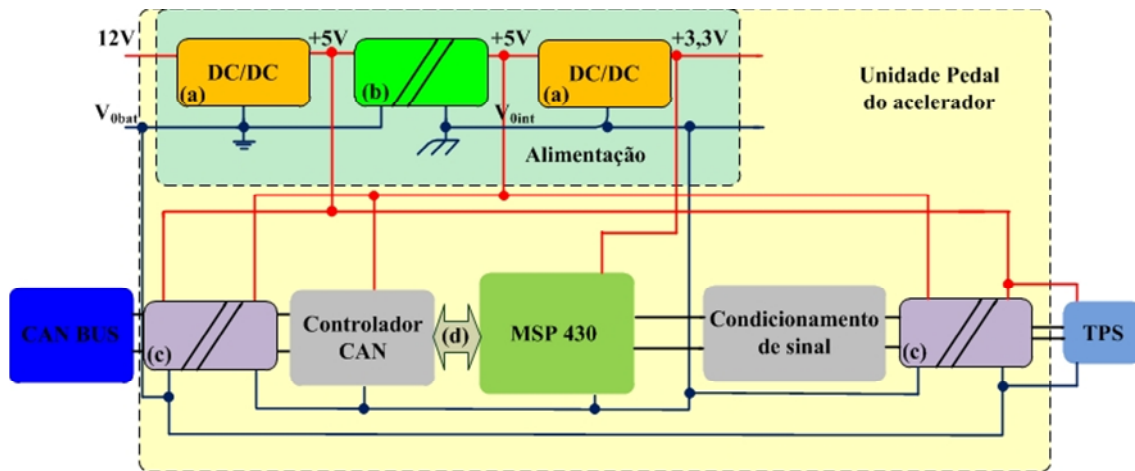 12V
+5V
+5V
+3,3V
DC/DC
(a)
(b)
DC/DC
(a)
Unidade Pedal
do acelerador
V0bat
V0int
Alimentação
CAN BUS
(c)
Controlador
CAN
(d)
MSP 430
Condicionamento
de sinal
(c)
TPS